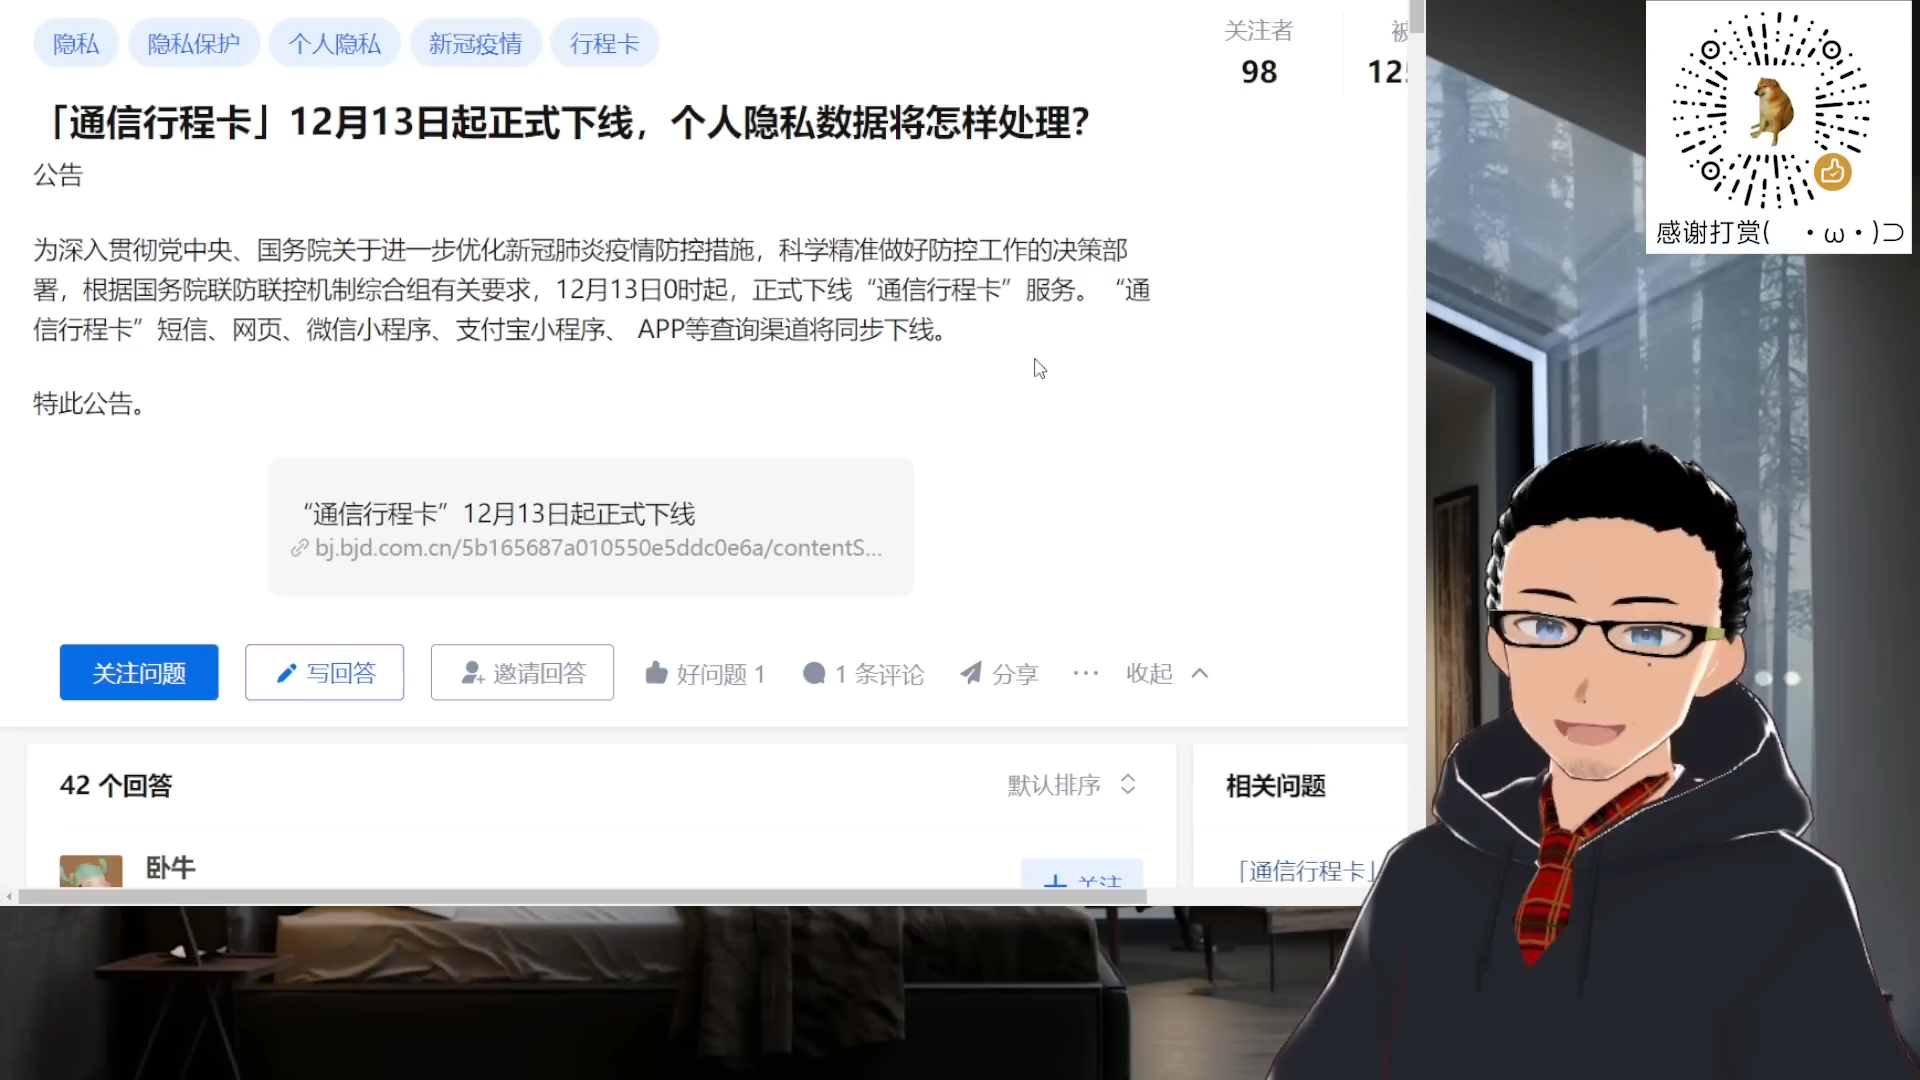 隐私 隐私保护 个人隐私 新冠疫情 行程卡
关注者
98
被
「通信行程卡」12月13日起正式下线，个人隐私数据将怎样处理？
公告
为深入贯彻党中央、国务院关于进一步优化新冠肺炎疫情防控措施，科学精准做好防控工作的决策部
署，根据国务院联防联控机制综合组有关要求，12月13日0时起，正式下线“通信行程卡”服务。“通
信行程卡”短信、网页、微信小程序、支付宝小程序、 APP等查询渠道将同步下线。
特此公告。
“通信行程卡”12月13日起正式下线
bj.bjd.com.cn/5b165687a010550e5ddc0e6a/contentS...
关注问题 写回答 邀请回答 好问题 1 1 条评论 分享 ··· 收起
42 个回答
默认排序
相关问题
卧牛
关注
「通信行程卡」
感谢打赏( ・ω・)⊃